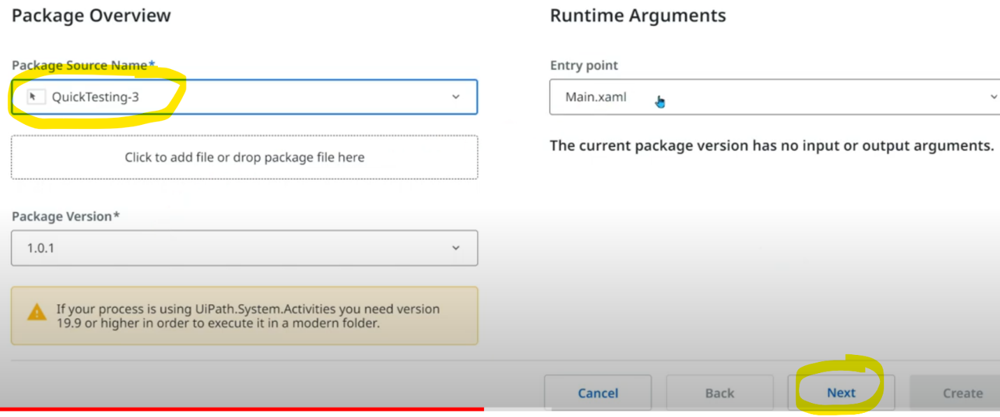 Package Overview
Package Source Name*
QuickTesting-3
Click to add file or drop package file here
Package Version*
1.0.1
If your process is using UiPath.System.Activities you need version
19.9 or higher in order to execute it in a modern folder.
Runtime Arguments
Entry point
Main.xaml
The current package version has no input or output arguments.
Cancel
Back
Next
Create